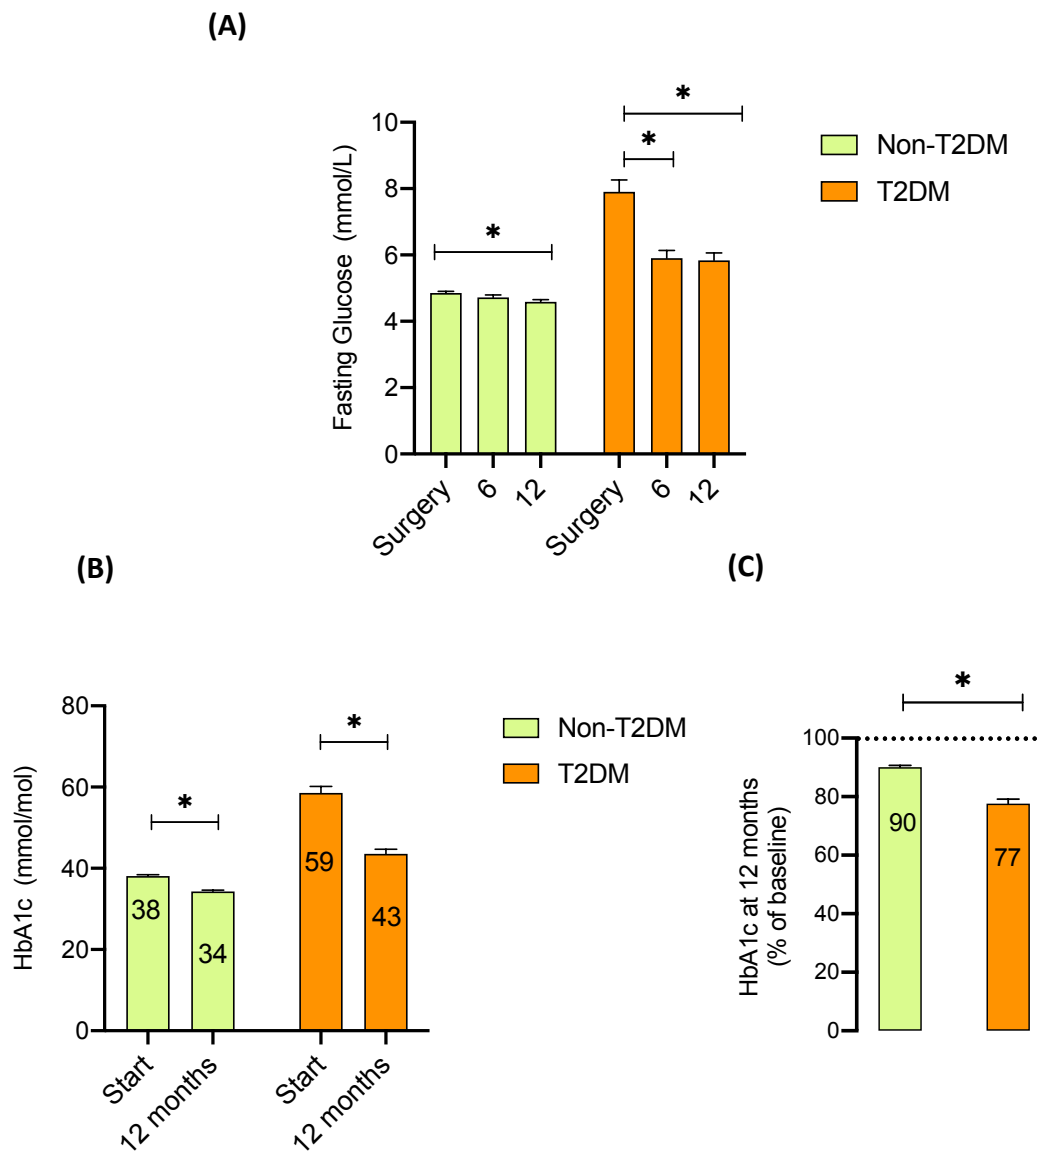 (A)
*
*
*
10
8
6
4
2
0
Fasting Glucose (mmol/L)
Non-T2DM
T2DM
Surgery
6
12
Surgery
6
12
(B)
80
60
40
20
0
HbA1c (mmol/mol)
*
*
38
34
59
43
Non-T2DM
T2DM
Start
12 months
Start
12 months
(C)
*
100
80
60
40
20
0
HbA1c at 12 months
(% of baseline)
90
77